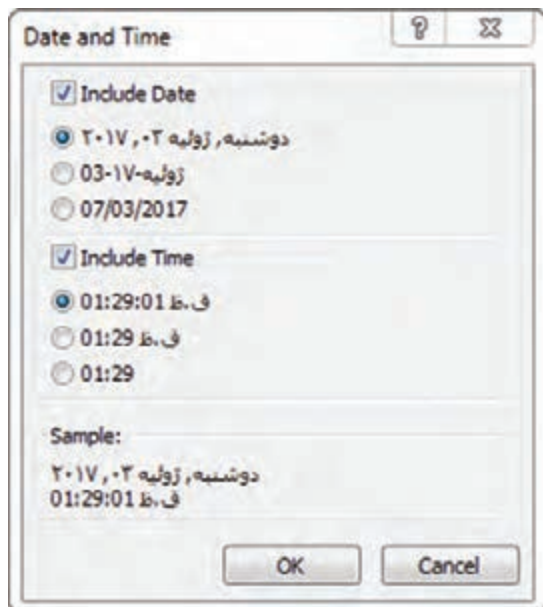 Date and Time
Include Date
دوشنبه, ژوئیه ۰۳, ۲۰۱۷
03-ژوئیه-۱۷
07/03/2017
Include Time
01:29:01 ق.ظ
01:29 ق.ظ
01:29
Sample:
دوشنبه, ژوئیه ۰۳, ۲۰۱۷
01:29:01 ق.ظ
OK
Cancel